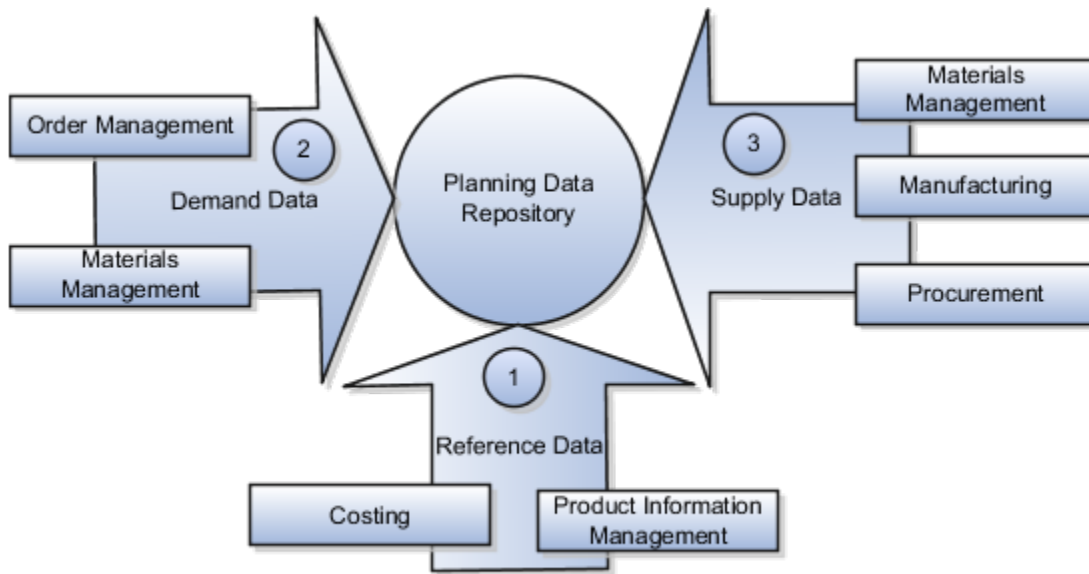 Order Management
2
Demand Data
Materials
Management
Planning Data
Repository
3
Supply Data
Materials
Management
Manufacturing
Procurement
1
Reference Data
Costing
Product Information
Management